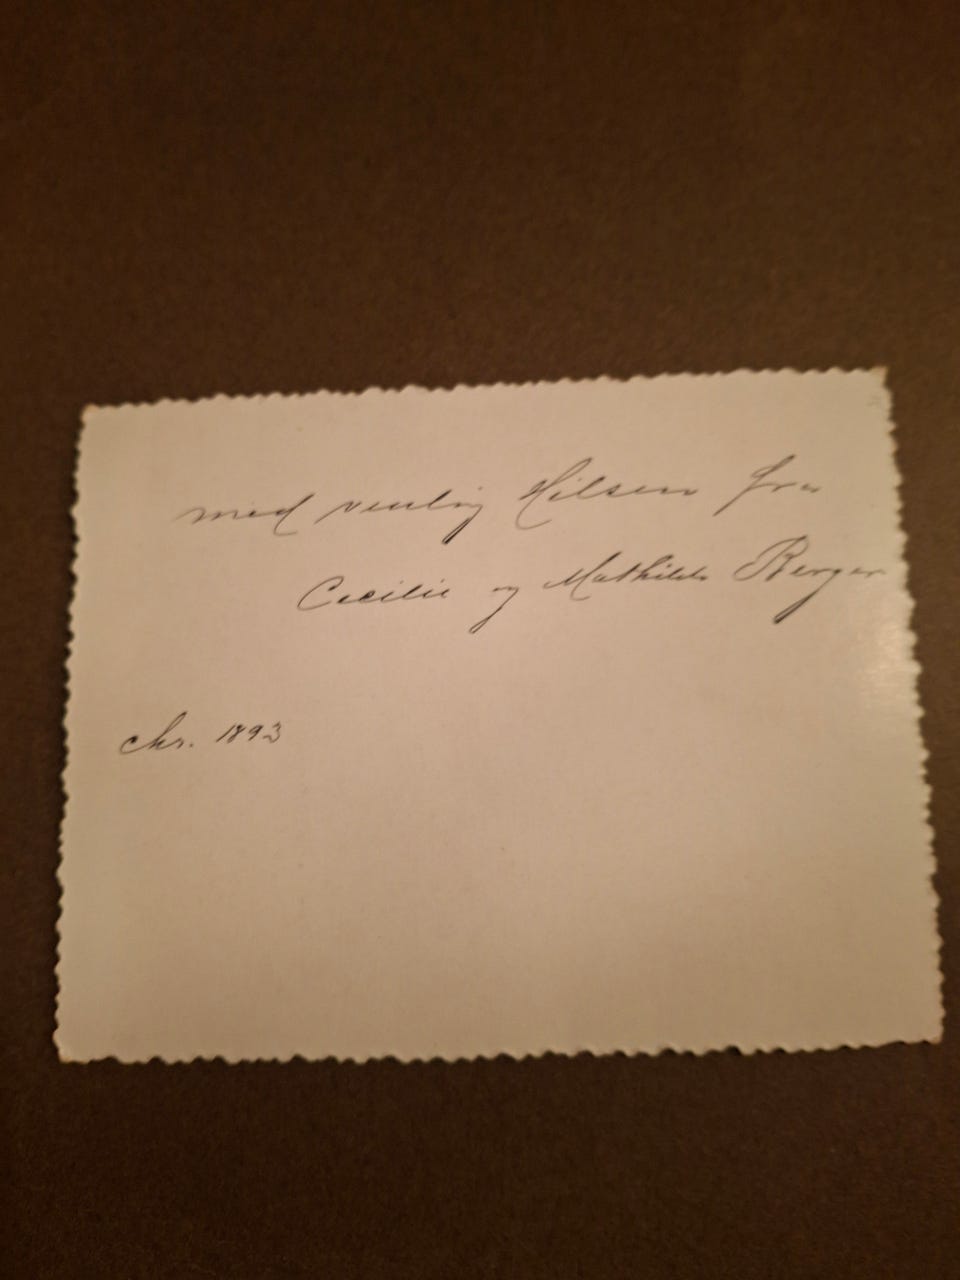 med venlig Hilsen fra
Cecilie og Mathilde Berger
chr. 1893